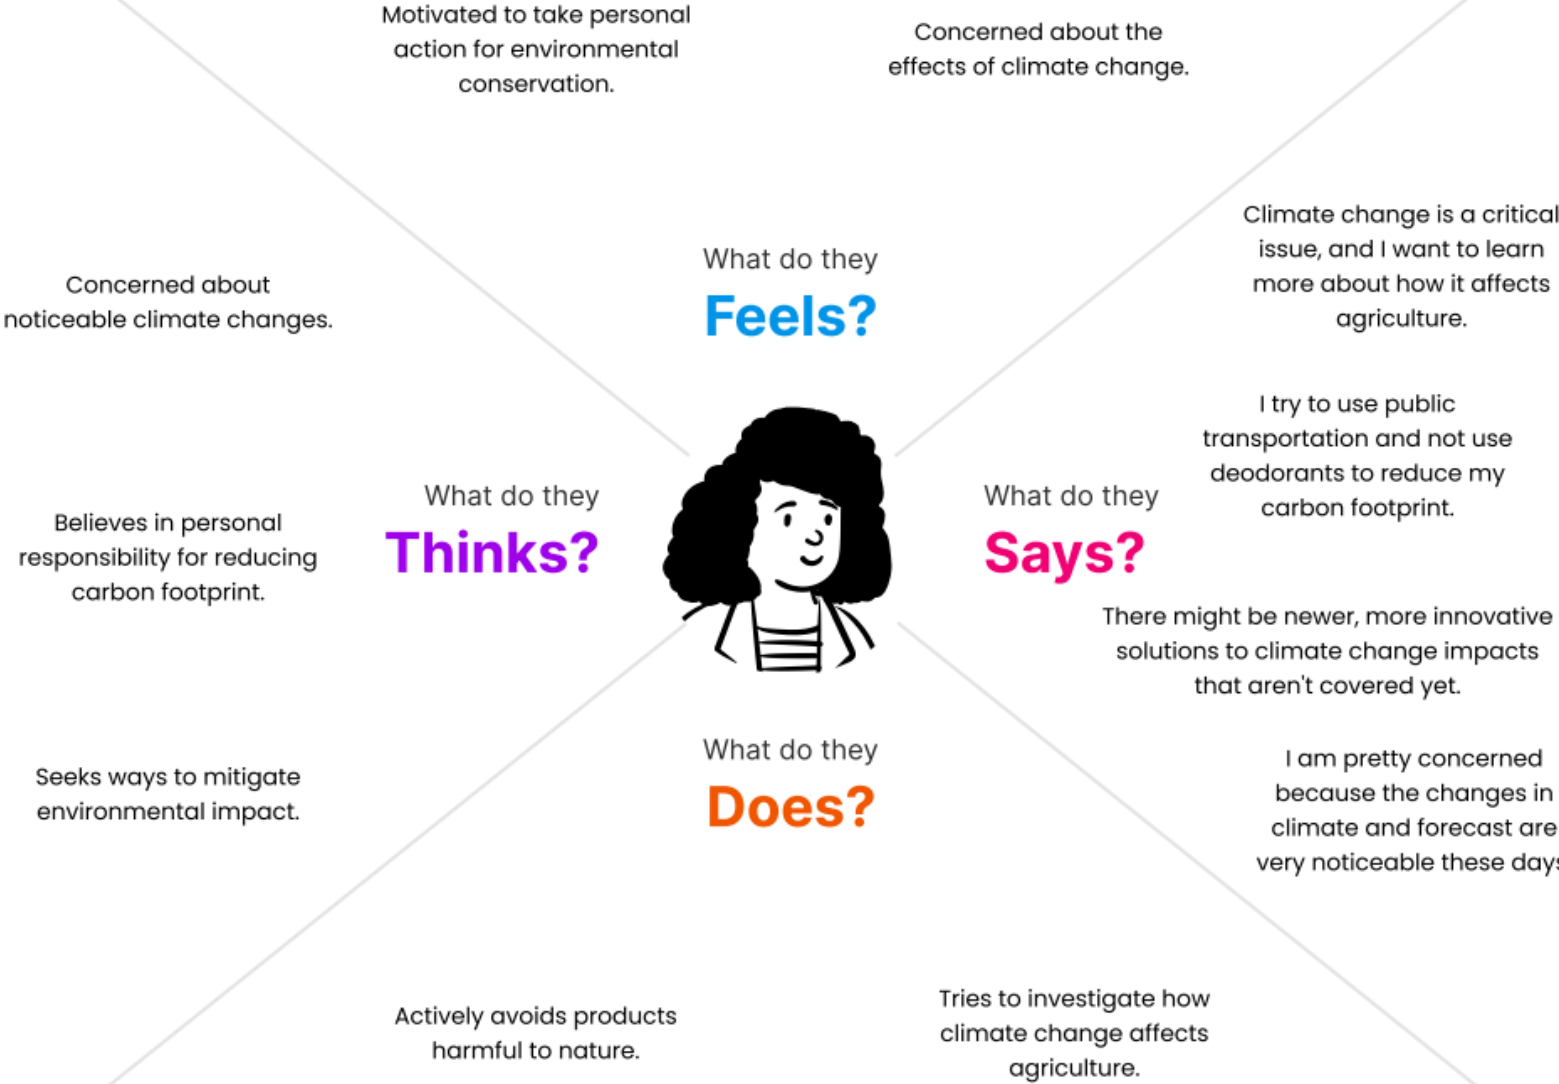 Motivated to take personal
action for environmental
conservation.
Concerned about the
effects of climate change.
What do they
Feels?
Concerned about
noticeable climate changes.
Believes in personal
responsibility for reducing
carbon footprint.
Seeks ways to mitigate
environmental impact.
What do they
Thinks?
What do they
Says?
Climate change is a critical
issue, and I want to learn
more about how it affects
agriculture.
I try to use public
transportation and not use
deodorants to reduce my
carbon footprint.
There might be newer, more innovative
solutions to climate change impacts
that aren't covered yet.
I am pretty concerned
because the changes in
climate and forecast are
very noticeable these days
What do they
Does?
Actively avoids products
harmful to nature.
Tries to investigate how
climate change affects
agriculture.